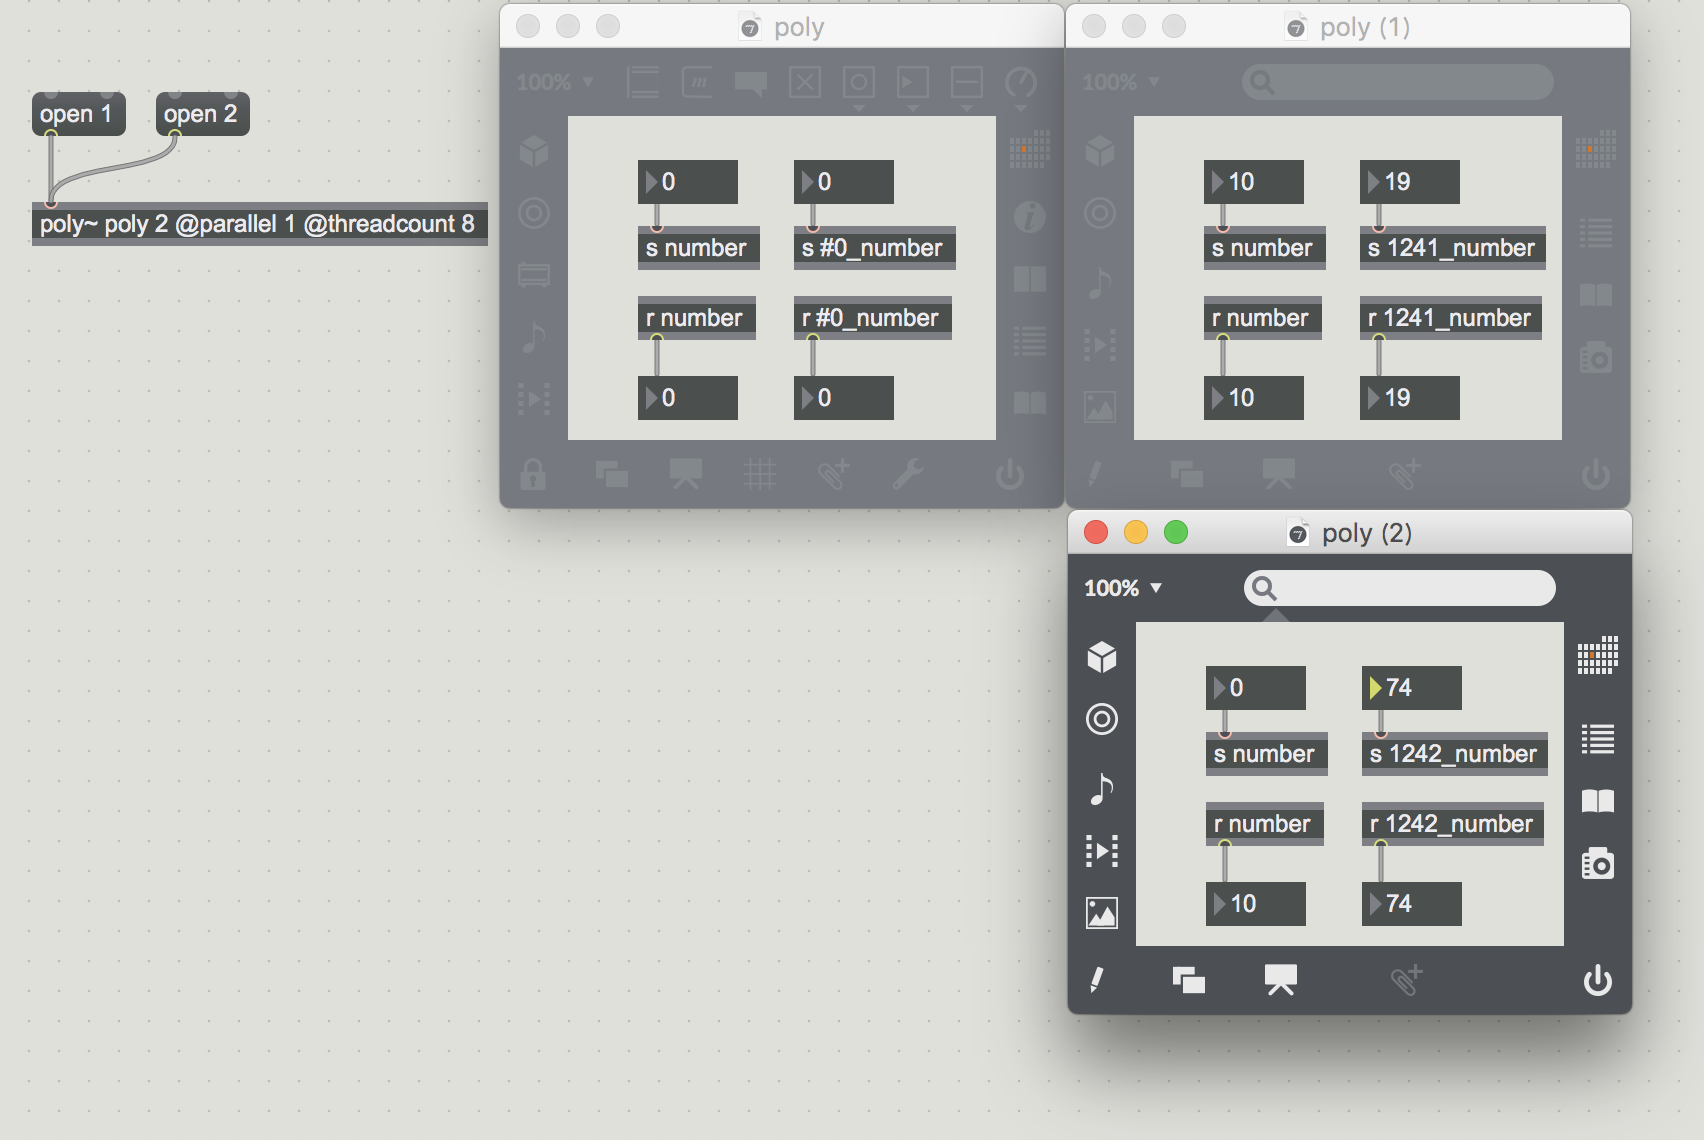 open 1
open 2
poly~ poly 2 @parallel 1 @threadcount 8
poly
100%
m
0
0
s number
s #0_number
r number
r #0_number
0
0
poly (1)
100%
10
19
s number
s 1241_number
r number
r 1241_number
10
19
poly (2)
100%
0
74
s number
s 1242_number
r number
r 1242_number
10
74